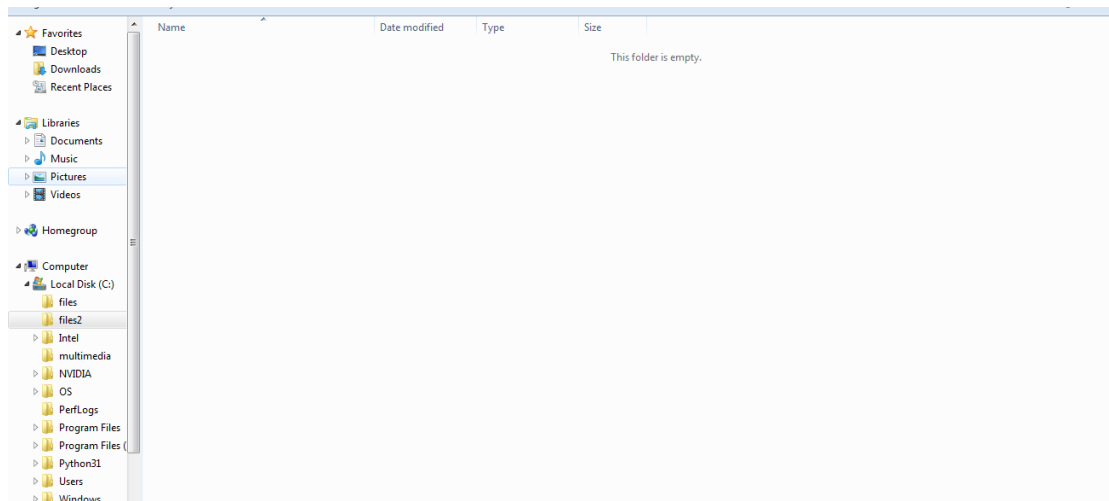 Name Date modified Type Size
This folder is empty.
Favorites
Desktop
Downloads
Recent Places
Libraries
Documents
Music
Pictures
Videos
Homegroup
Computer
Local Disk (C:)
files
files2
Intel
multimedia
NVIDIA
OS
PerfLogs
Program Files
Program Files (
Python31
Users
Windows